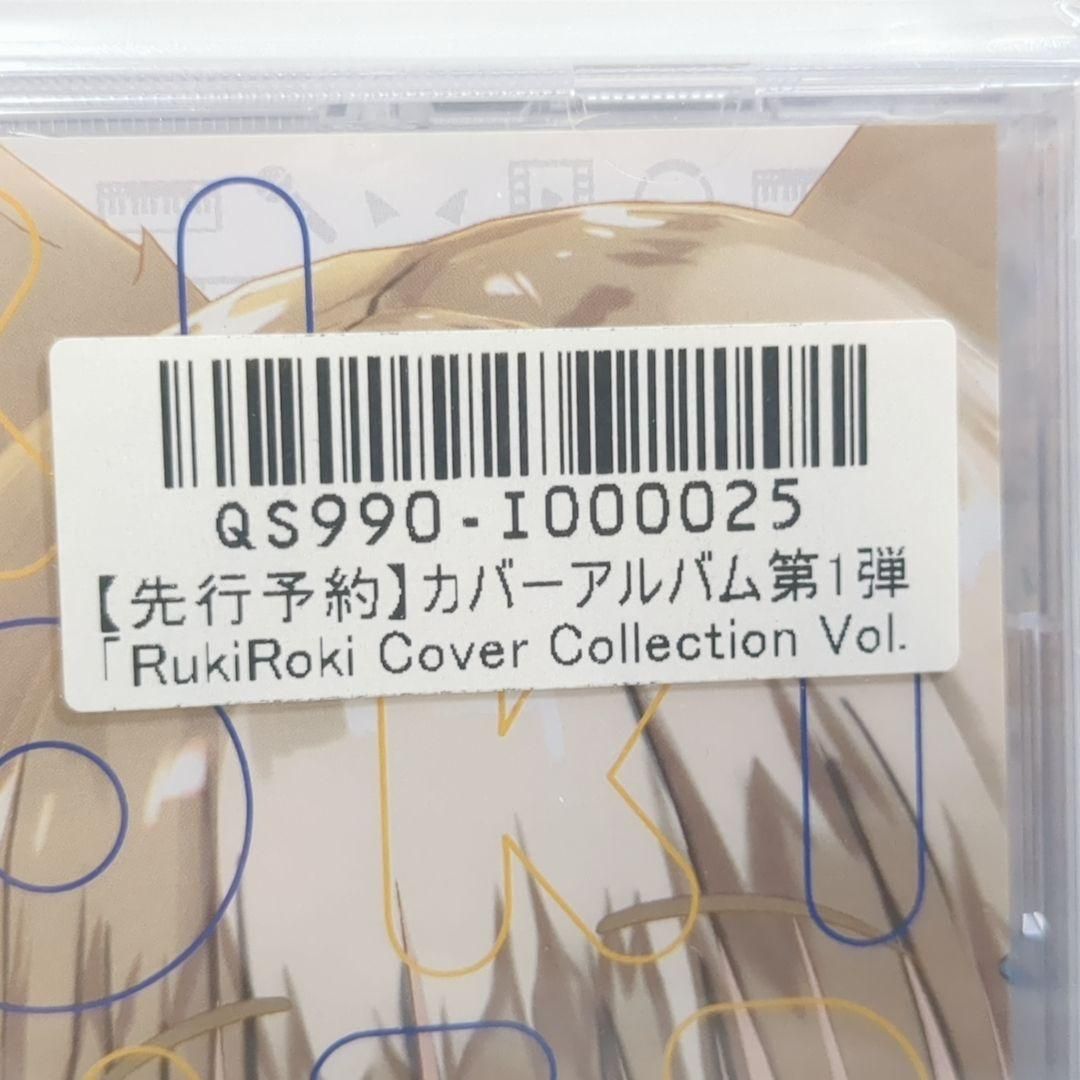 QS990-I000025
【先行予約】カバーアルバム第1弾
「RukiRoki Cover Collection Vol.